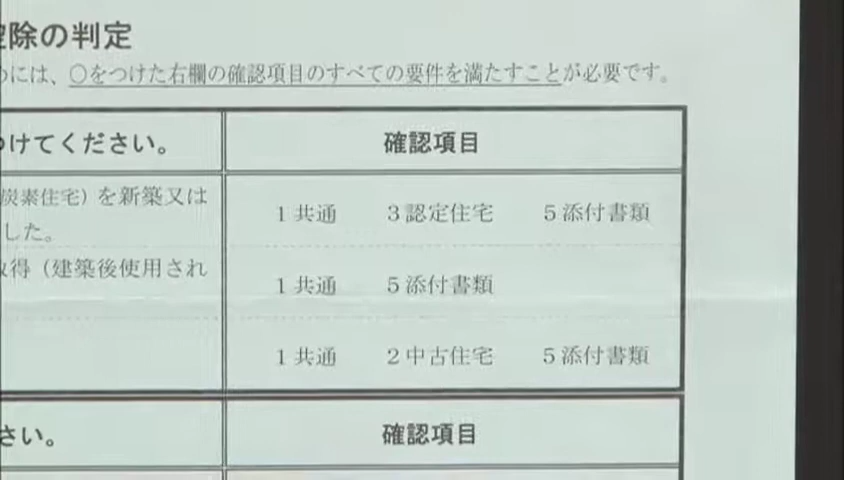 除の判定
には、○をつけた右欄の確認項目のすべての要件を満たすことが必要です。
けてください。 確認項目
炭素住宅）を新築又は
1 共通 3 認定住宅 5 添付書類
した。
得（建築後使用され
1 共通 5 添付書類
1 共通 2 中古住宅 5 添付書類
さい。 確認項目